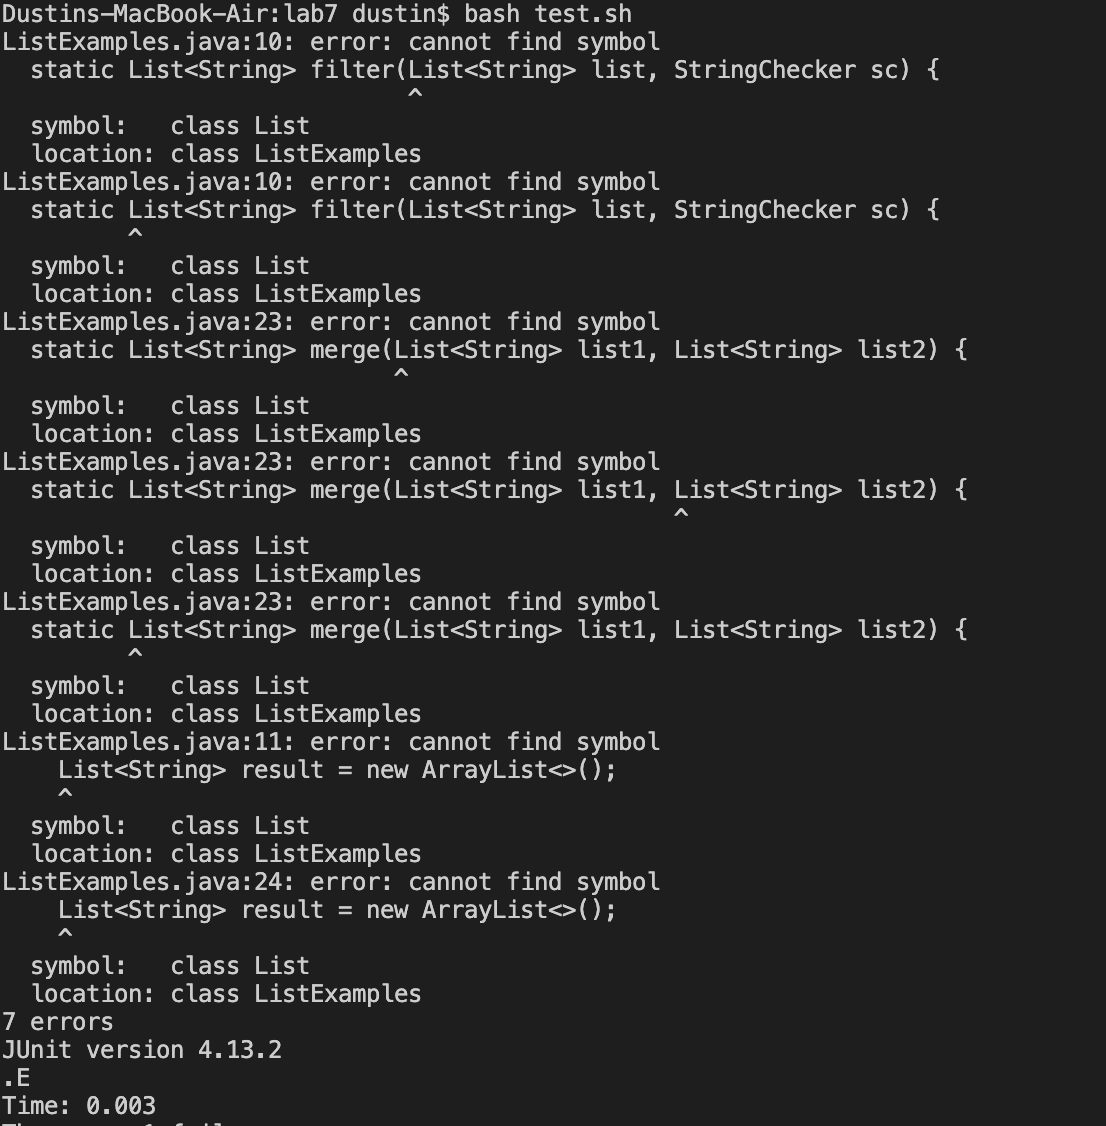 Dustins-MacBook-Air:lab7 dustin$ bash test.sh
ListExamples.java:10: error: cannot find symbol
  static List<String> filter(List<String> list, StringChecker sc) {
                             ^
  symbol:   class List
  location: class ListExamples
ListExamples.java:10: error: cannot find symbol
  static List<String> filter(List<String> list, StringChecker sc) {
         ^
  symbol:   class List
  location: class ListExamples
ListExamples.java:23: error: cannot find symbol
  static List<String> merge(List<String> list1, List<String> list2) {
                            ^
  symbol:   class List
  location: class ListExamples
ListExamples.java:23: error: cannot find symbol
  static List<String> merge(List<String> list1, List<String> list2) {
                                                ^
  symbol:   class List
  location: class ListExamples
ListExamples.java:23: error: cannot find symbol
  static List<String> merge(List<String> list1, List<String> list2) {
         ^
  symbol:   class List
  location: class ListExamples
ListExamples.java:11: error: cannot find symbol
    List<String> result = new ArrayList<>();
    ^
  symbol:   class List
  location: class ListExamples
ListExamples.java:24: error: cannot find symbol
    List<String> result = new ArrayList<>();
    ^
  symbol:   class List
  location: class ListExamples
7 errors
JUnit version 4.13.2
.E
Time: 0.003